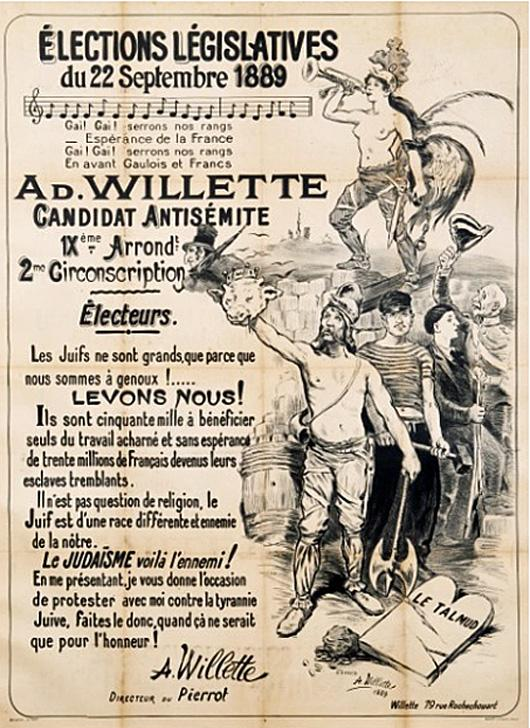 ÉLECTIONS LÉGISLATIVES
du 22 Septembre 1889
Gai! Gai! serrons nos rangs
_ Espérance de la France
Gai! Gai! serrons nos rangs
En avant Gaulois et Francs
AD. WILLETTE
CANDIDAT ANTISÉMITE
IXème Arrondt
2me Circonscription
Électeurs.
Les Juifs ne sont grands, que parce que
nous sommes à genoux !.....
LEVONS NOUS!
Ils sont cinquante mille à bénéficier
seuls du travail acharné et sans espérance
de trente millions de Français devenus leurs
esclaves tremblants.
Il n'est pas question de religion, le
Juif est d'une race différente et ennemie
de la nôtre.
Le JUDAÏSME voilà l'ennemi!
En me présentant, je vous donne l'occasion
de protester avec moi contre la tyrannie
Juive, faites le donc, quand çà ne serait
que pour l'honneur!
A. Willette
DIRECTEUR DU Pierrot
LE TALMUD
A. Willette
1889
Willette 79 rue Rochechouart